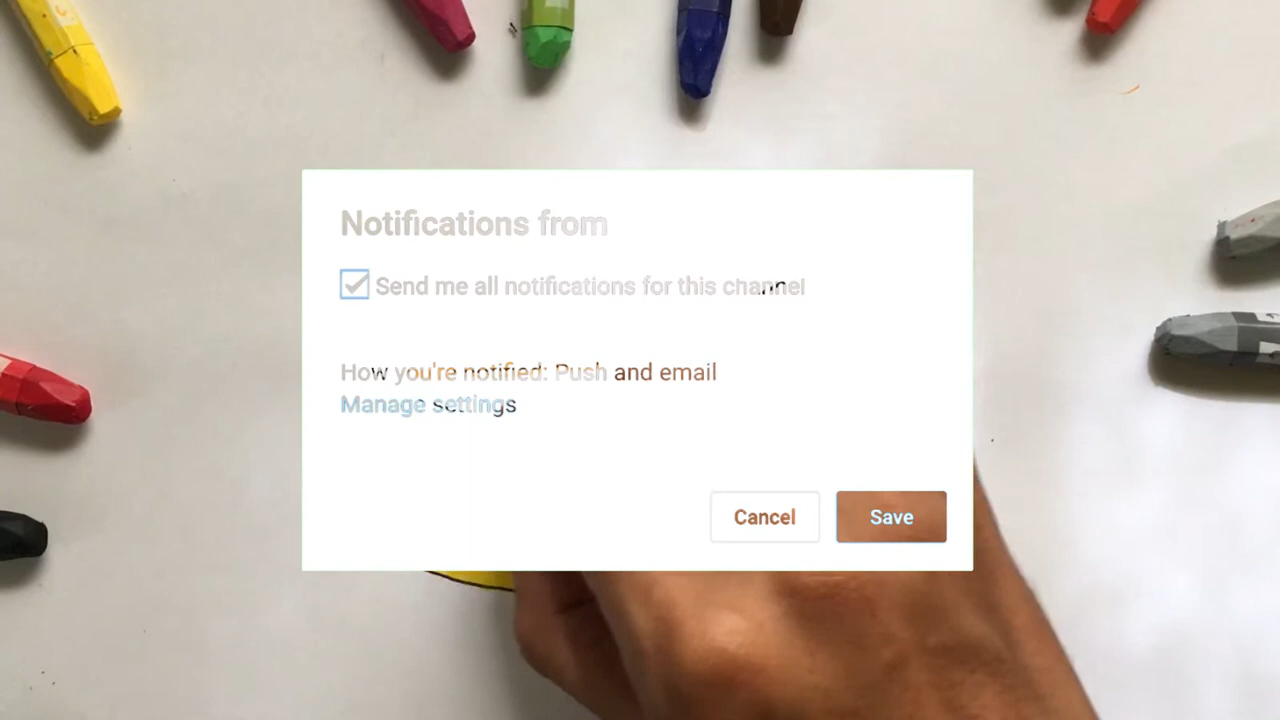 Notifications from
Send me all notifications for this channel
How you're notified: Push and email
Manage settings
Cancel
Save